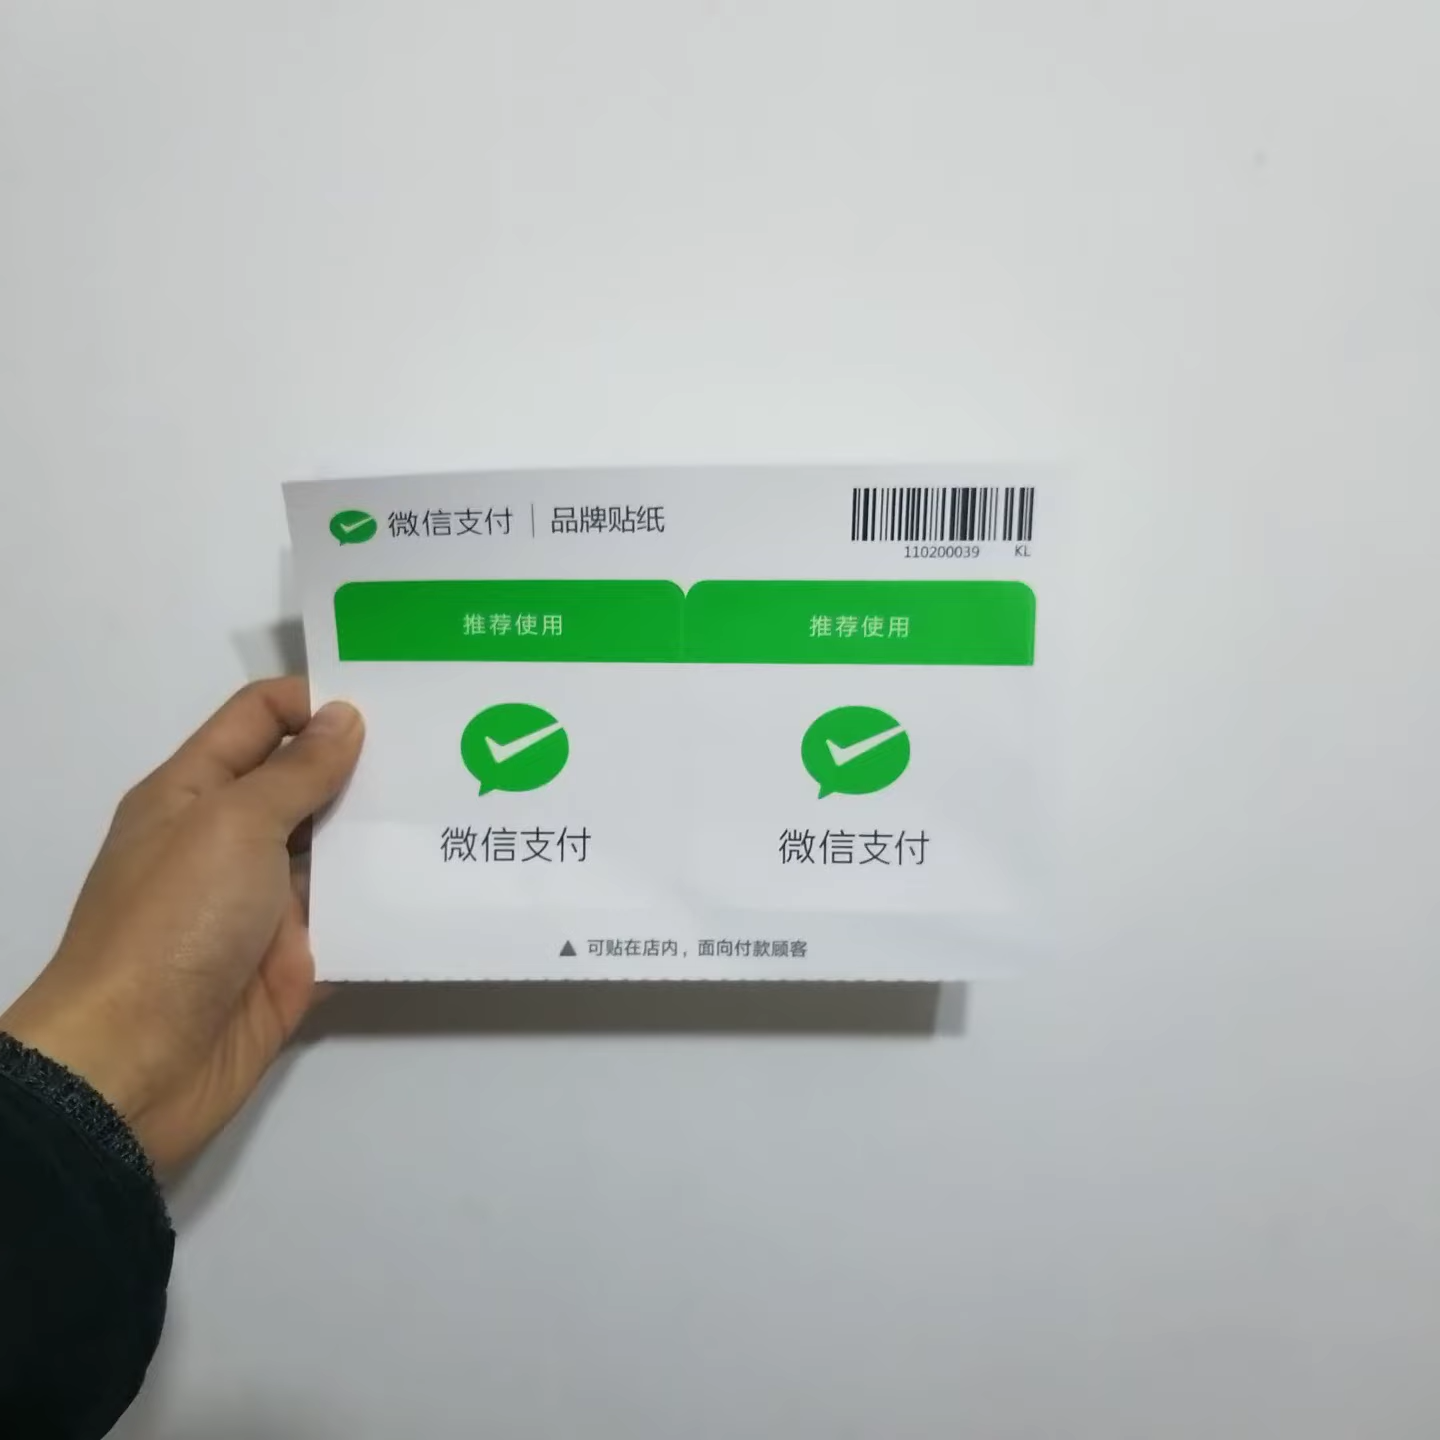 微信支付 | 品牌贴纸
110200039 KL
推荐使用 推荐使用
微信支付 微信支付
▲ 可贴在店内，面向付款顾客